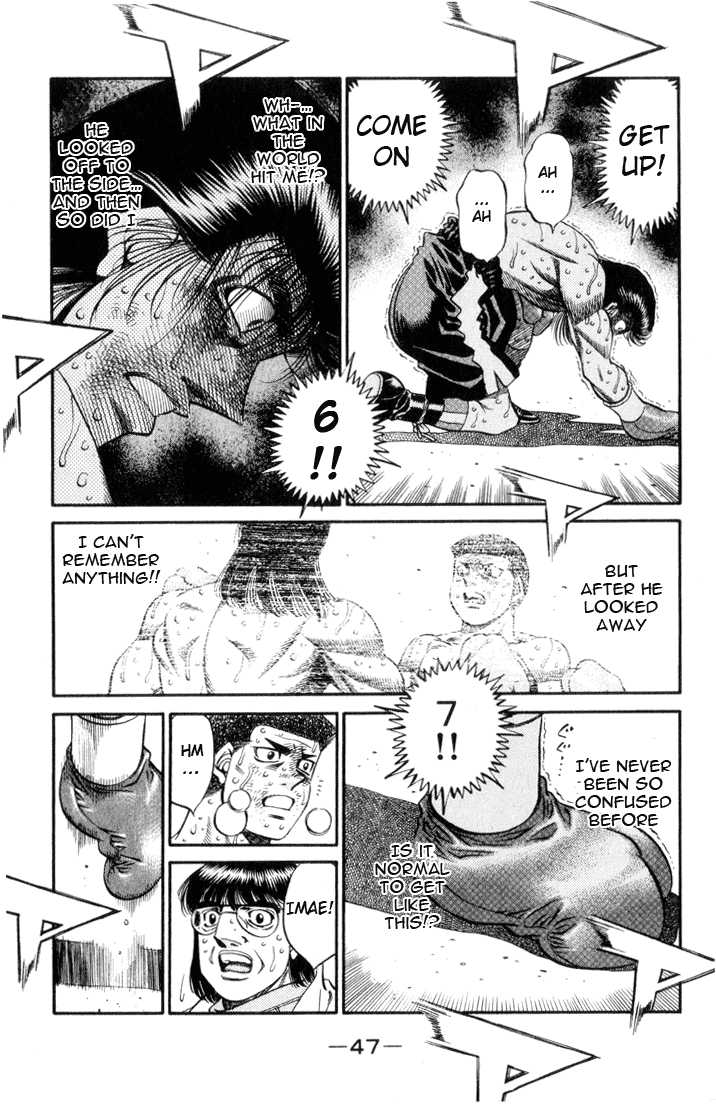 COME
ON
GET
UP!
AH
...
...
AH
WH-...
WHAT IN
THE
WORLD
HIT ME!?
HE
LOOKED
OFF TO
THE SIDE...
AND THEN
SO DID I
6
!!
BUT
AFTER HE
LOOKED
AWAY
I CAN'T
REMEMBER
ANYTHING!!
7
!!
I'VE NEVER
BEEN SO
CONFUSED
BEFORE
IS IT
NORMAL
TO GET
LIKE
THIS!?
HM
...
IMAE!
—47—